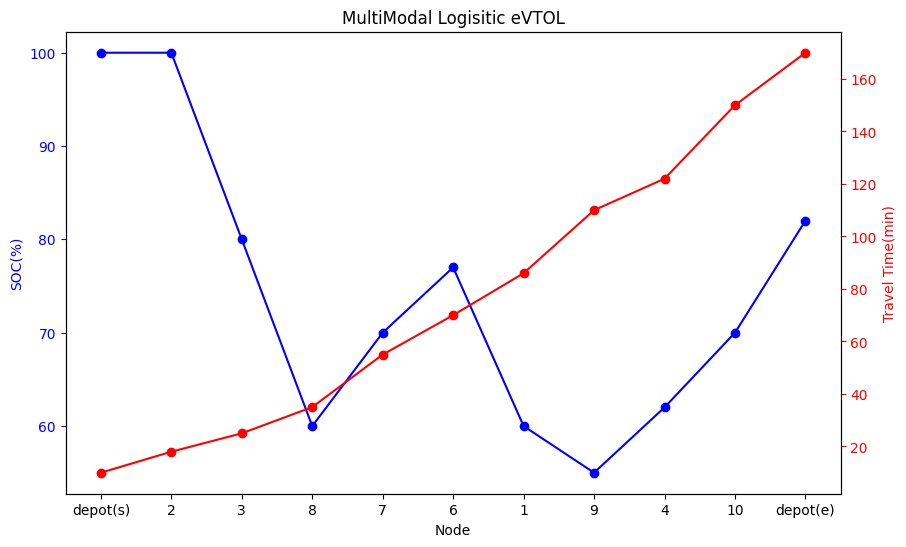 MultiModal Logisitic eVTOL
100
90
80
70
60
SOC(%)
160
140
120
100
80
60
40
20
Travel Time(min)
depot(s) 2 3 8 7 6 1 9 4 10 depot(e)
Node